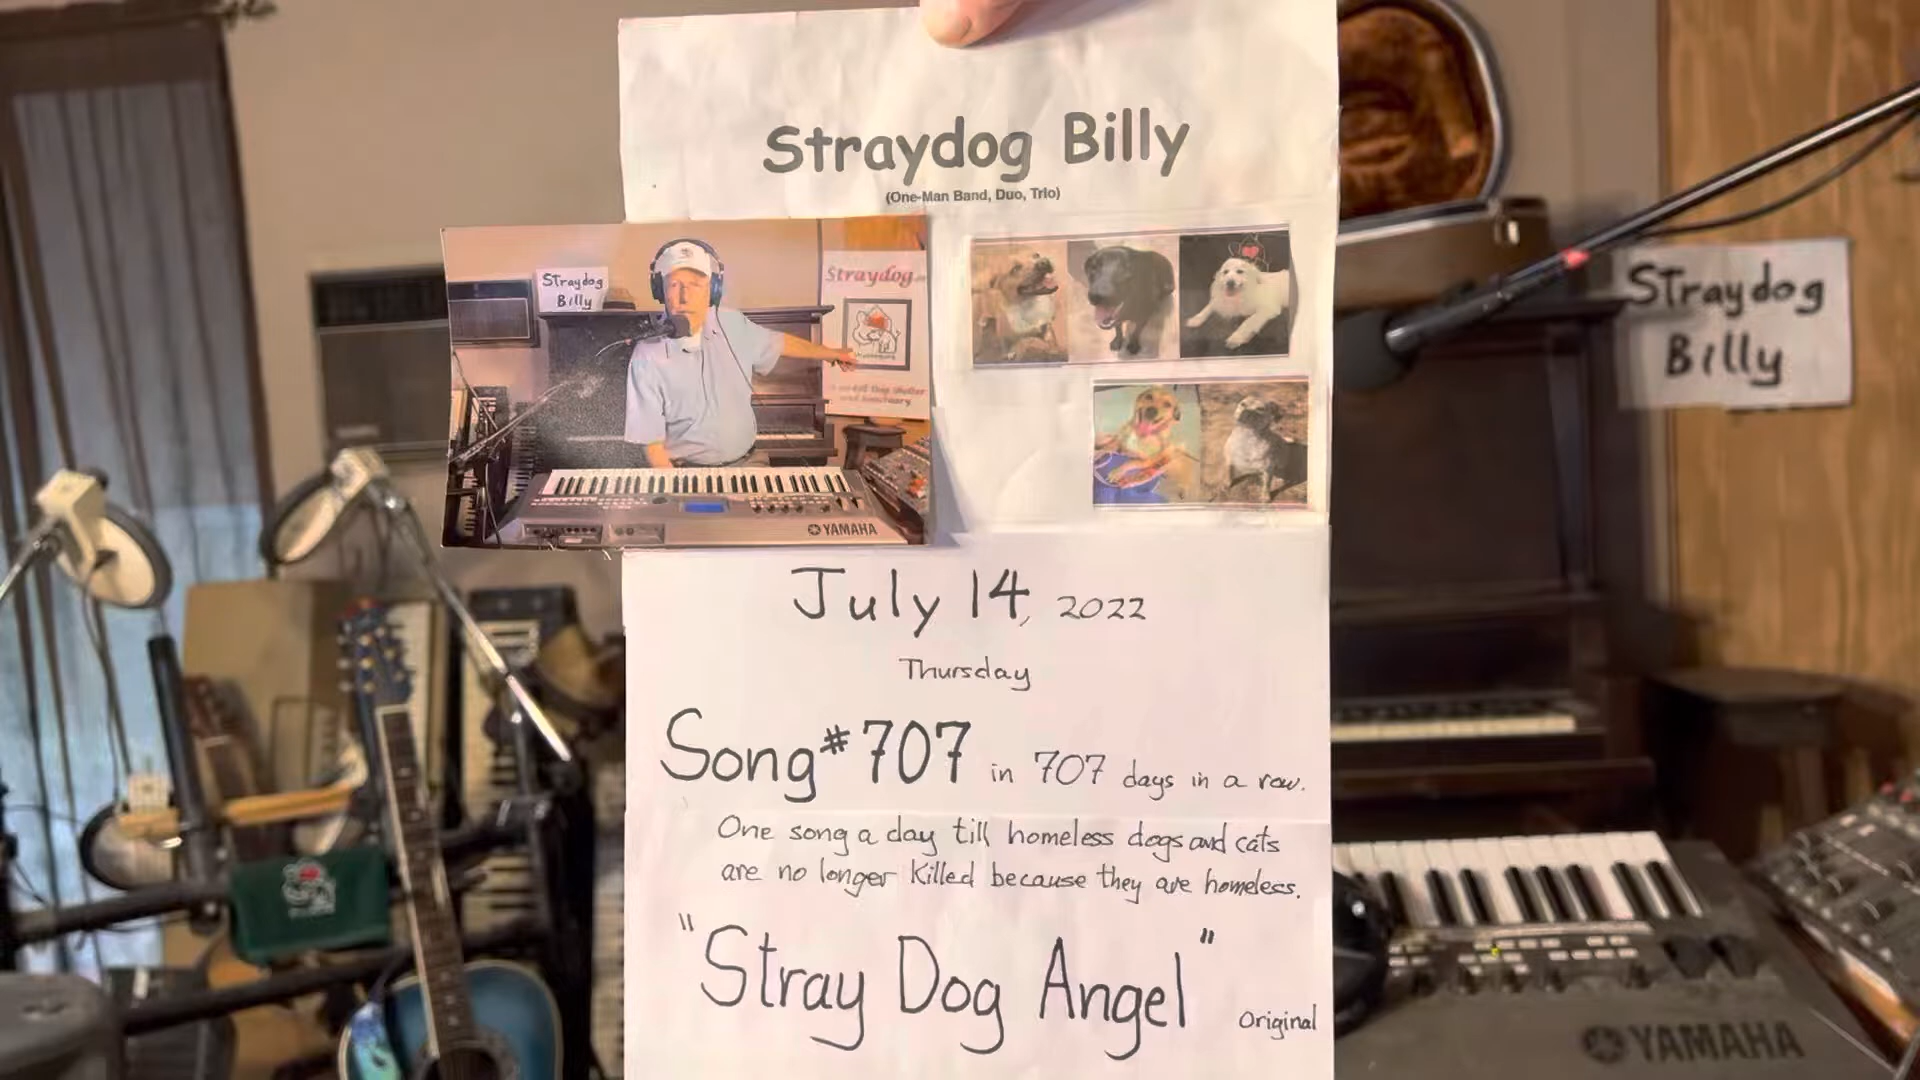 Straydog Billy
(One-Man Band, Duo, Trio)
Straydog
Billy
Straydog
YAMAHA
Straydog
Billy
July 14, 2022
Thursday
Song #707 in 707 days in a row.
One song a day till homeless dogs and cats
are no longer killed because they are homeless.
"Stray Dog Angel"
Original
YAMAHA